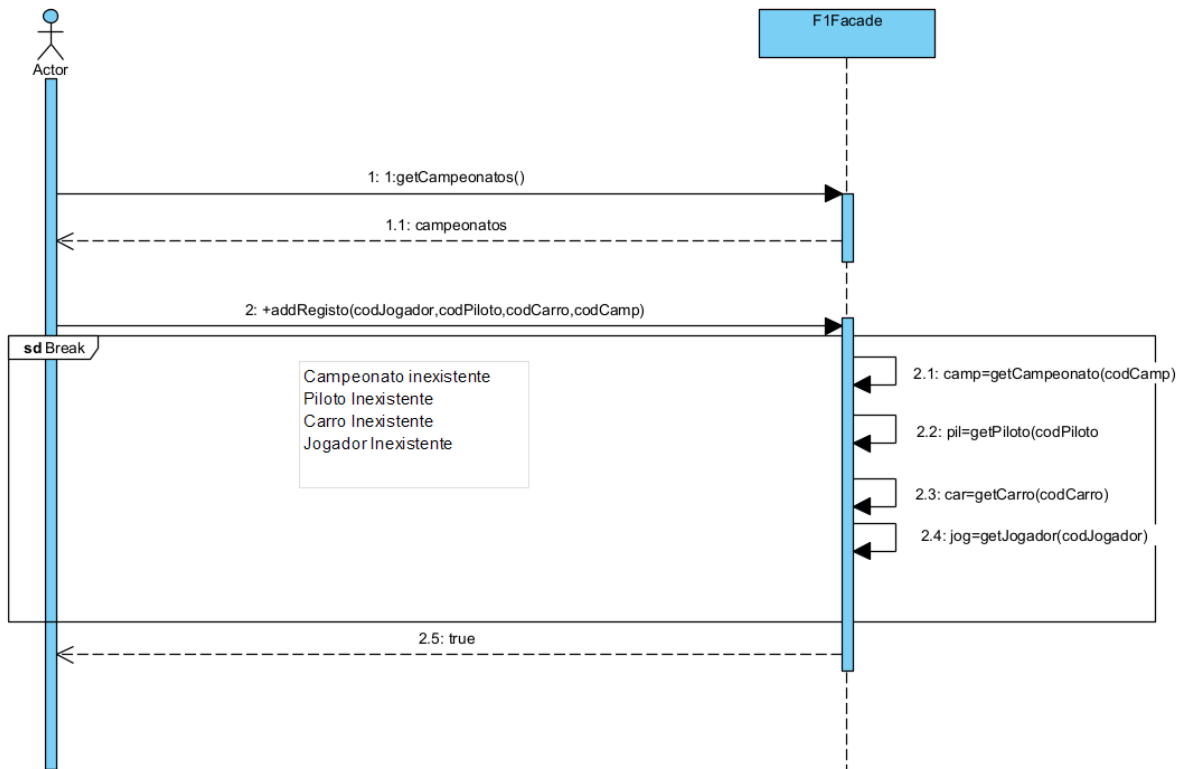 F1Facade
Actor
1: 1:getCampeonatos()
1.1: campeonatos
2: +addRegisto(codJogador,codPiloto,codCarro,codCamp)
sd Break
Campeonato inexistente
Piloto Inexistente
Carro Inexistente
Jogador Inexistente
2.1: camp=getCampeonato(codCamp)
2.2: pil=getPiloto(codPiloto
2.3: car=getCarro(codCarro)
2.4: jog=getJogador(codJogador)
2.5: true